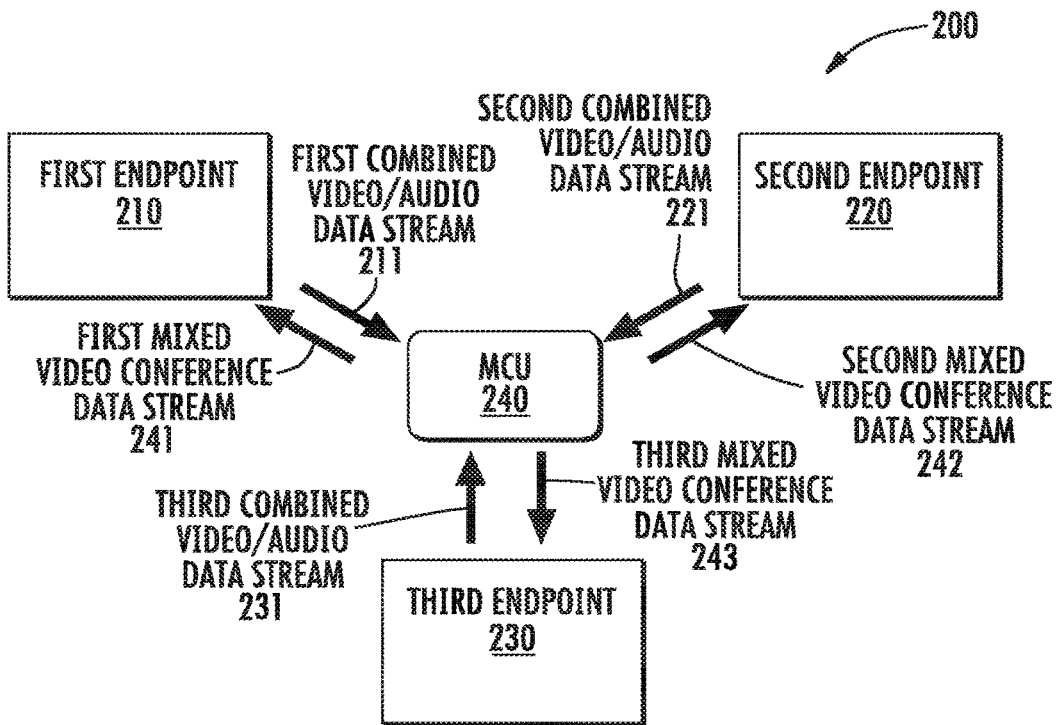 200
FIRST ENDPOINT
210
FIRST COMBINED
VIDEO/AUDIO
DATA STREAM
211
SECOND COMBINED
VIDEO/AUDIO
DATA STREAM
221
SECOND ENDPOINT
220
FIRST MIXED
VIDEO CONFERENCE
DATA STREAM
241
MCU
240
SECOND MIXED
VIDEO CONFERENCE
DATA STREAM
242
THIRD COMBINED
VIDEO/AUDIO
DATA STREAM
231
THIRD MIXED
VIDEO CONFERENCE
DATA STREAM
243
THIRD ENDPOINT
230